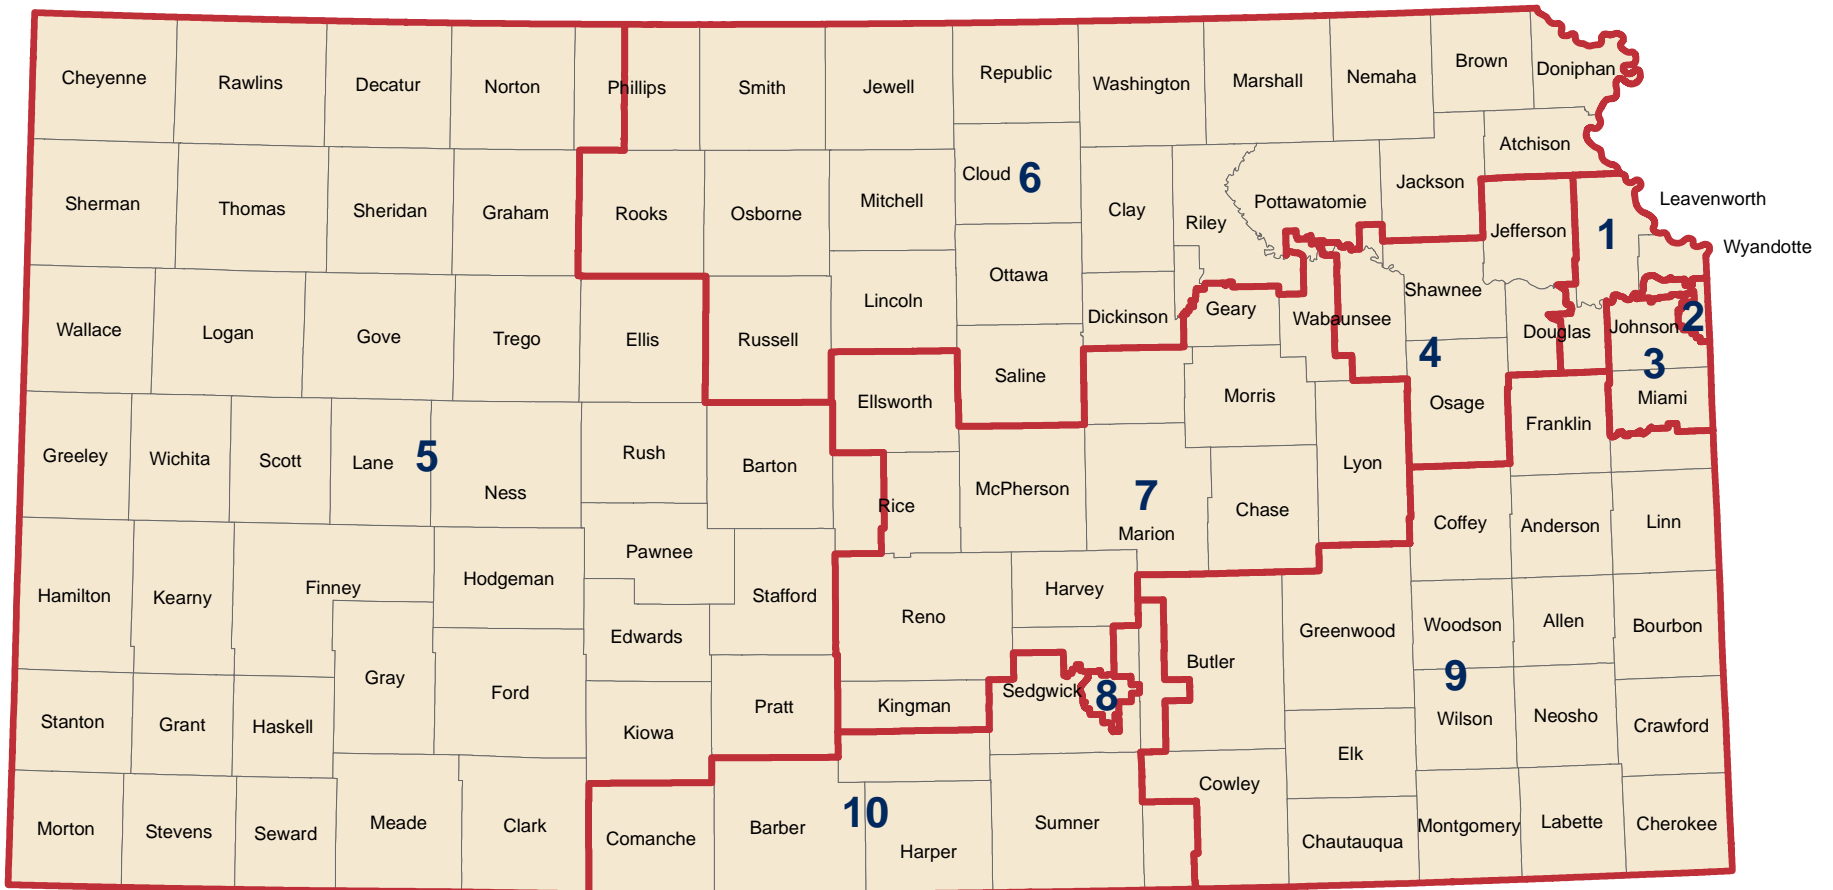 Cheyenne
Rawlins
Decatur
Norton
Phillips
Smith
Jewell
Republic
Washington
Marshall
Nemaha
Brown
Doniphan
Atchison
Sherman
Thomas
Sheridan
Graham
Rooks
Osborne
Mitchell
Cloud
6
Clay
Riley
Pottawatomie
Jackson
Jefferson
1
Leavenworth
Wyandotte
Ottawa
Lincoln
Dickinson
Geary
Wabaunsee
Shawnee
Douglas
Johnson
2
Wallace
Logan
Gove
Trego
Ellis
Russell
Saline
Ellsworth
Morris
4
3
Osage
Miami
Franklin
Greeley
Wichita
Scott
Lane
5
Ness
Rush
Barton
Rice
McPherson
7
Marion
Chase
Lyon
Coffey
Anderson
Linn
Hamilton
Kearny
Finney
Hodgeman
Pawnee
Stafford
Edwards
Reno
Harvey
Greenwood
Woodson
Allen
Bourbon
Gray
Ford
Kiowa
Pratt
Kingman
Sedgwick
8
Butler
9
Wilson
Neosho
Crawford
Stanton
Grant
Haskell
Elk
Cowley
Morton
Stevens
Seward
Meade
Clark
Comanche
Barber
10
Harper
Sumner
Chautauqua
Montgomery
Labette
Cherokee